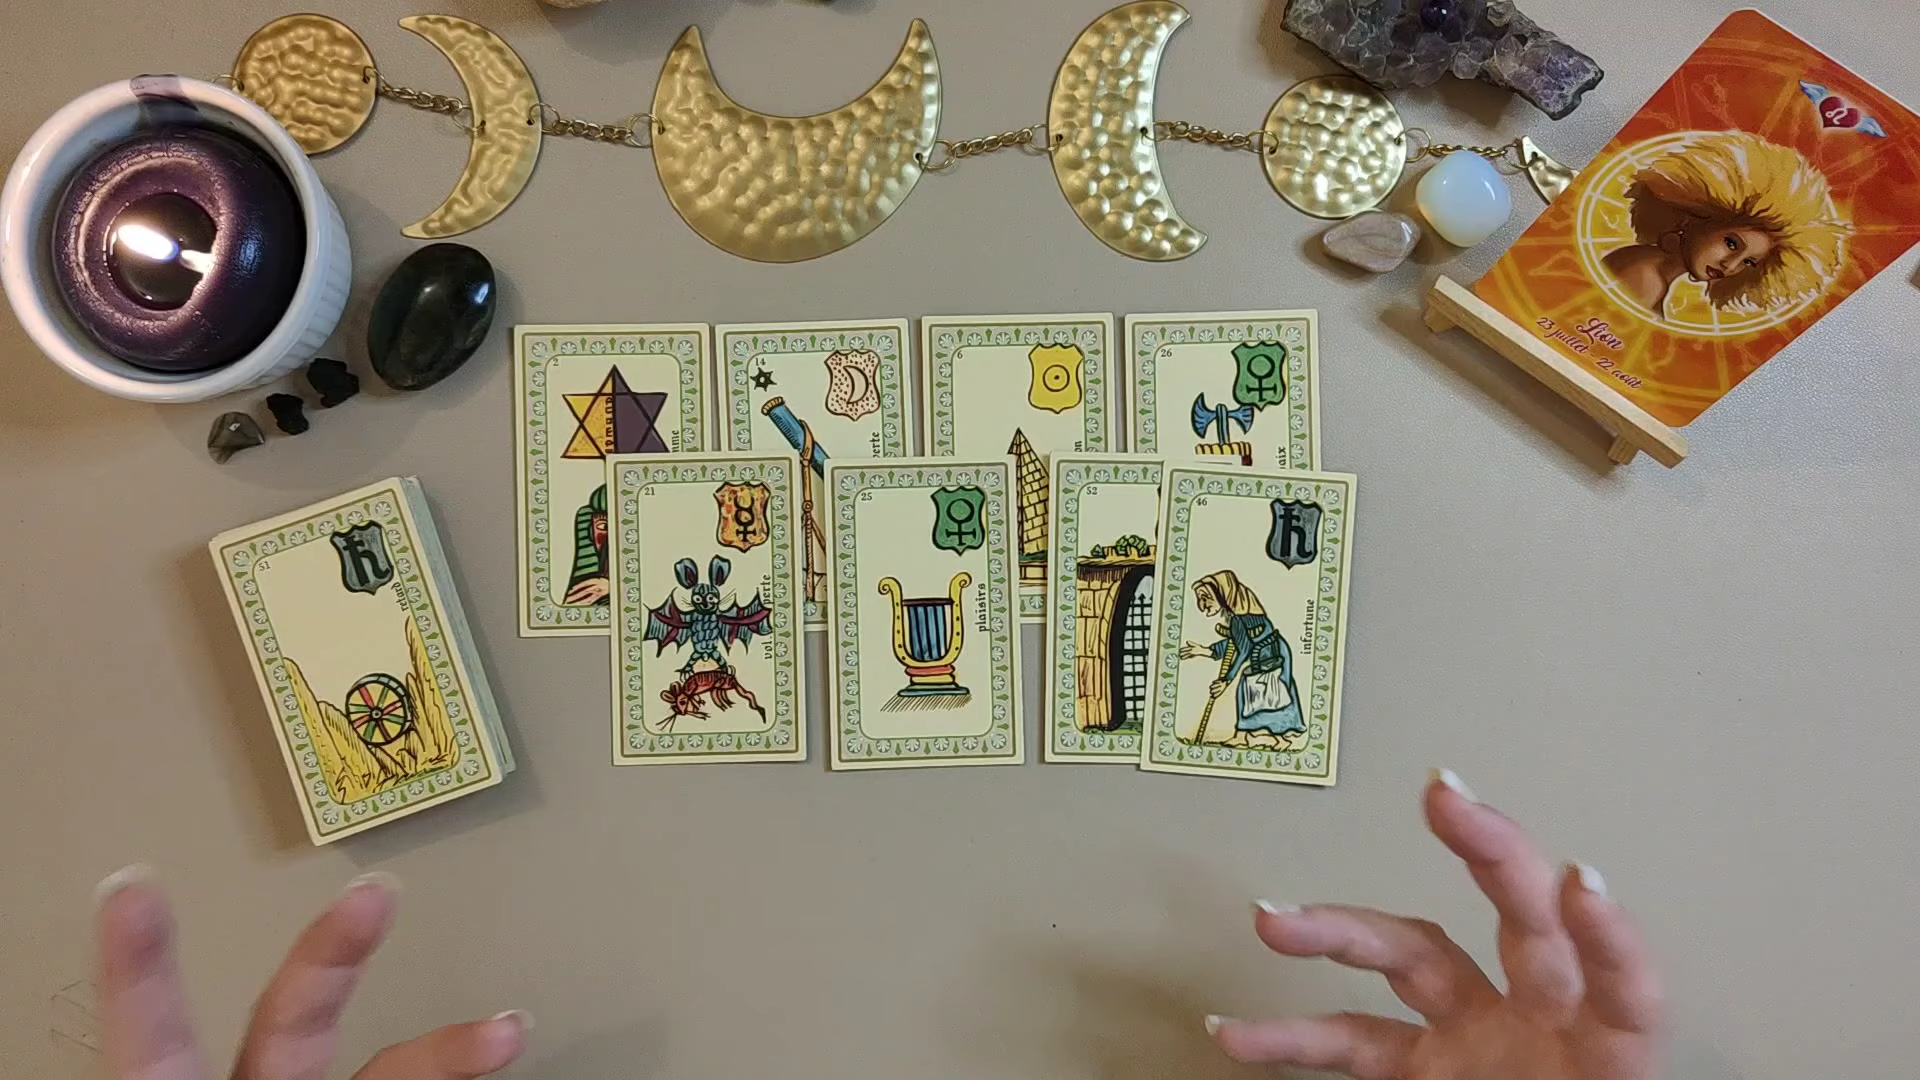 Lion
23 juillet - 22 août
2
14
6
26
21
vol. perte
25
plaisirs
52
46
infortune
51
retard